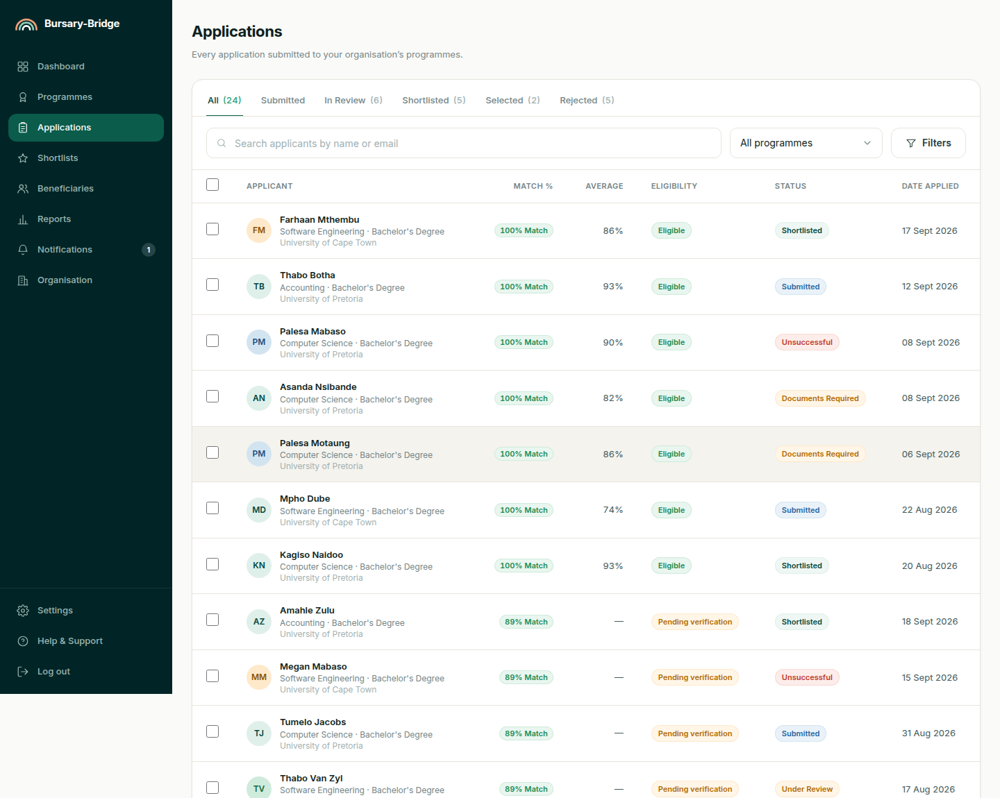 Bursary-Bridge
Dashboard
Programmes
Applications
Shortlists
Beneficiaries
Reports
Notifications 1
Organisation
Settings
Help & Support
Log out
Applications
Every application submitted to your organisation's programmes.
All (24) Submitted In Review (6) Shortlisted (5) Selected (2) Rejected (5)
Search applicants by name or email All programmes Filters
APPLICANT MATCH % AVERAGE ELIGIBILITY STATUS DATE APPLIED
FM Farhaan Mthembu
Software Engineering · Bachelor's Degree 100% Match 86% Eligible Shortlisted 17 Sept 2026
University of Cape Town
TB Thabo Botha
Accounting · Bachelor's Degree 100% Match 93% Eligible Submitted 12 Sept 2026
University of Pretoria
PM Palesa Mabaso
Computer Science · Bachelor's Degree 100% Match 90% Eligible Unsuccessful 08 Sept 2026
University of Pretoria
AN Asanda Nsibande
Computer Science · Bachelor's Degree 100% Match 82% Eligible Documents Required 08 Sept 2026
University of Pretoria
PM Palesa Motaung
Computer Science · Bachelor's Degree 100% Match 86% Eligible Documents Required 06 Sept 2026
University of Pretoria
MD Mpho Dube
Software Engineering · Bachelor's Degree 100% Match 74% Eligible Submitted 22 Aug 2026
University of Cape Town
KN Kagiso Naidoo
Computer Science · Bachelor's Degree 100% Match 93% Eligible Shortlisted 20 Aug 2026
University of Pretoria
AZ Amahle Zulu
Accounting · Bachelor's Degree 89% Match — Pending verification Shortlisted 18 Sept 2026
University of Pretoria
MM Megan Mabaso
Software Engineering · Bachelor's Degree 89% Match — Pending verification Unsuccessful 15 Sept 2026
University of Cape Town
TJ Tumelo Jacobs
Computer Science · Bachelor's Degree 89% Match — Pending verification Submitted 31 Aug 2026
University of Pretoria
TV Thabo Van Zyl
Software Engineering · Bachelor's Degree 89% Match — Pending verification Under Review 17 Aug 2026